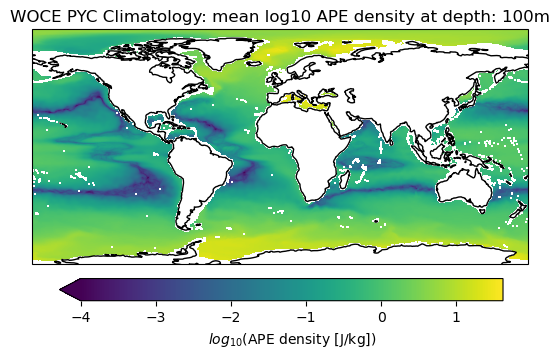 WOCE PYC Climatology: mean log10 APE density at depth: 100m
−4 −3 −2 −1 0 1
log10(APE density [J/kg])